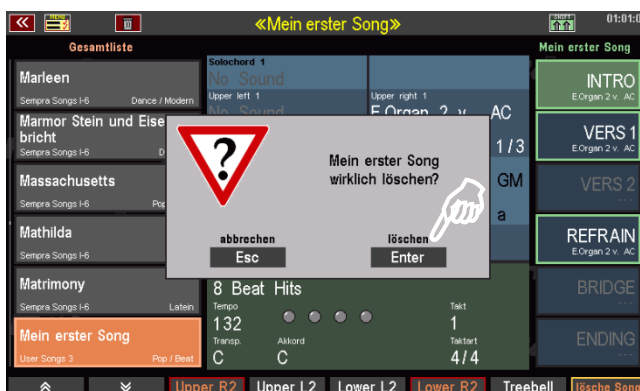 MENU
«Mein erster Song»
SHIFT
01:01:0
Gesamtliste
Mein erster Song
Marleen
Sempra Songs I-6 Dance / Modern
Marmor Stein und Eise
bricht
Sempra Songs I-6 D
Massachusetts
Sempra Songs I-6 Pop
Mathilda
Sempra Songs I-6
Matrimony
Sempra Songs I-6 Latein
Mein erster Song
User Songs 3 Pop / Beat
Solochord 1
No Sound
Upper left 1
No Sound
Upper right 1
E.Organ 2 v. AC
1/3
GM
a
?
Mein erster Song
wirklich löschen?
abbrechen
Esc
löschen
Enter
8 Beat Hits
Tempo
132
Takt
1
Transp.
C
Akkord
C
Taktart
4/4
INTRO
E.Organ 2 v. AC
VERS 1
E.Organ 2 v. AC
VERS 2
---
REFRAIN
E.Organ 2 v. AC
BRIDGE
---
ENDING
---
Upper R2 Upper L2 Lower L2 Lower R2 Treebell lösche Song